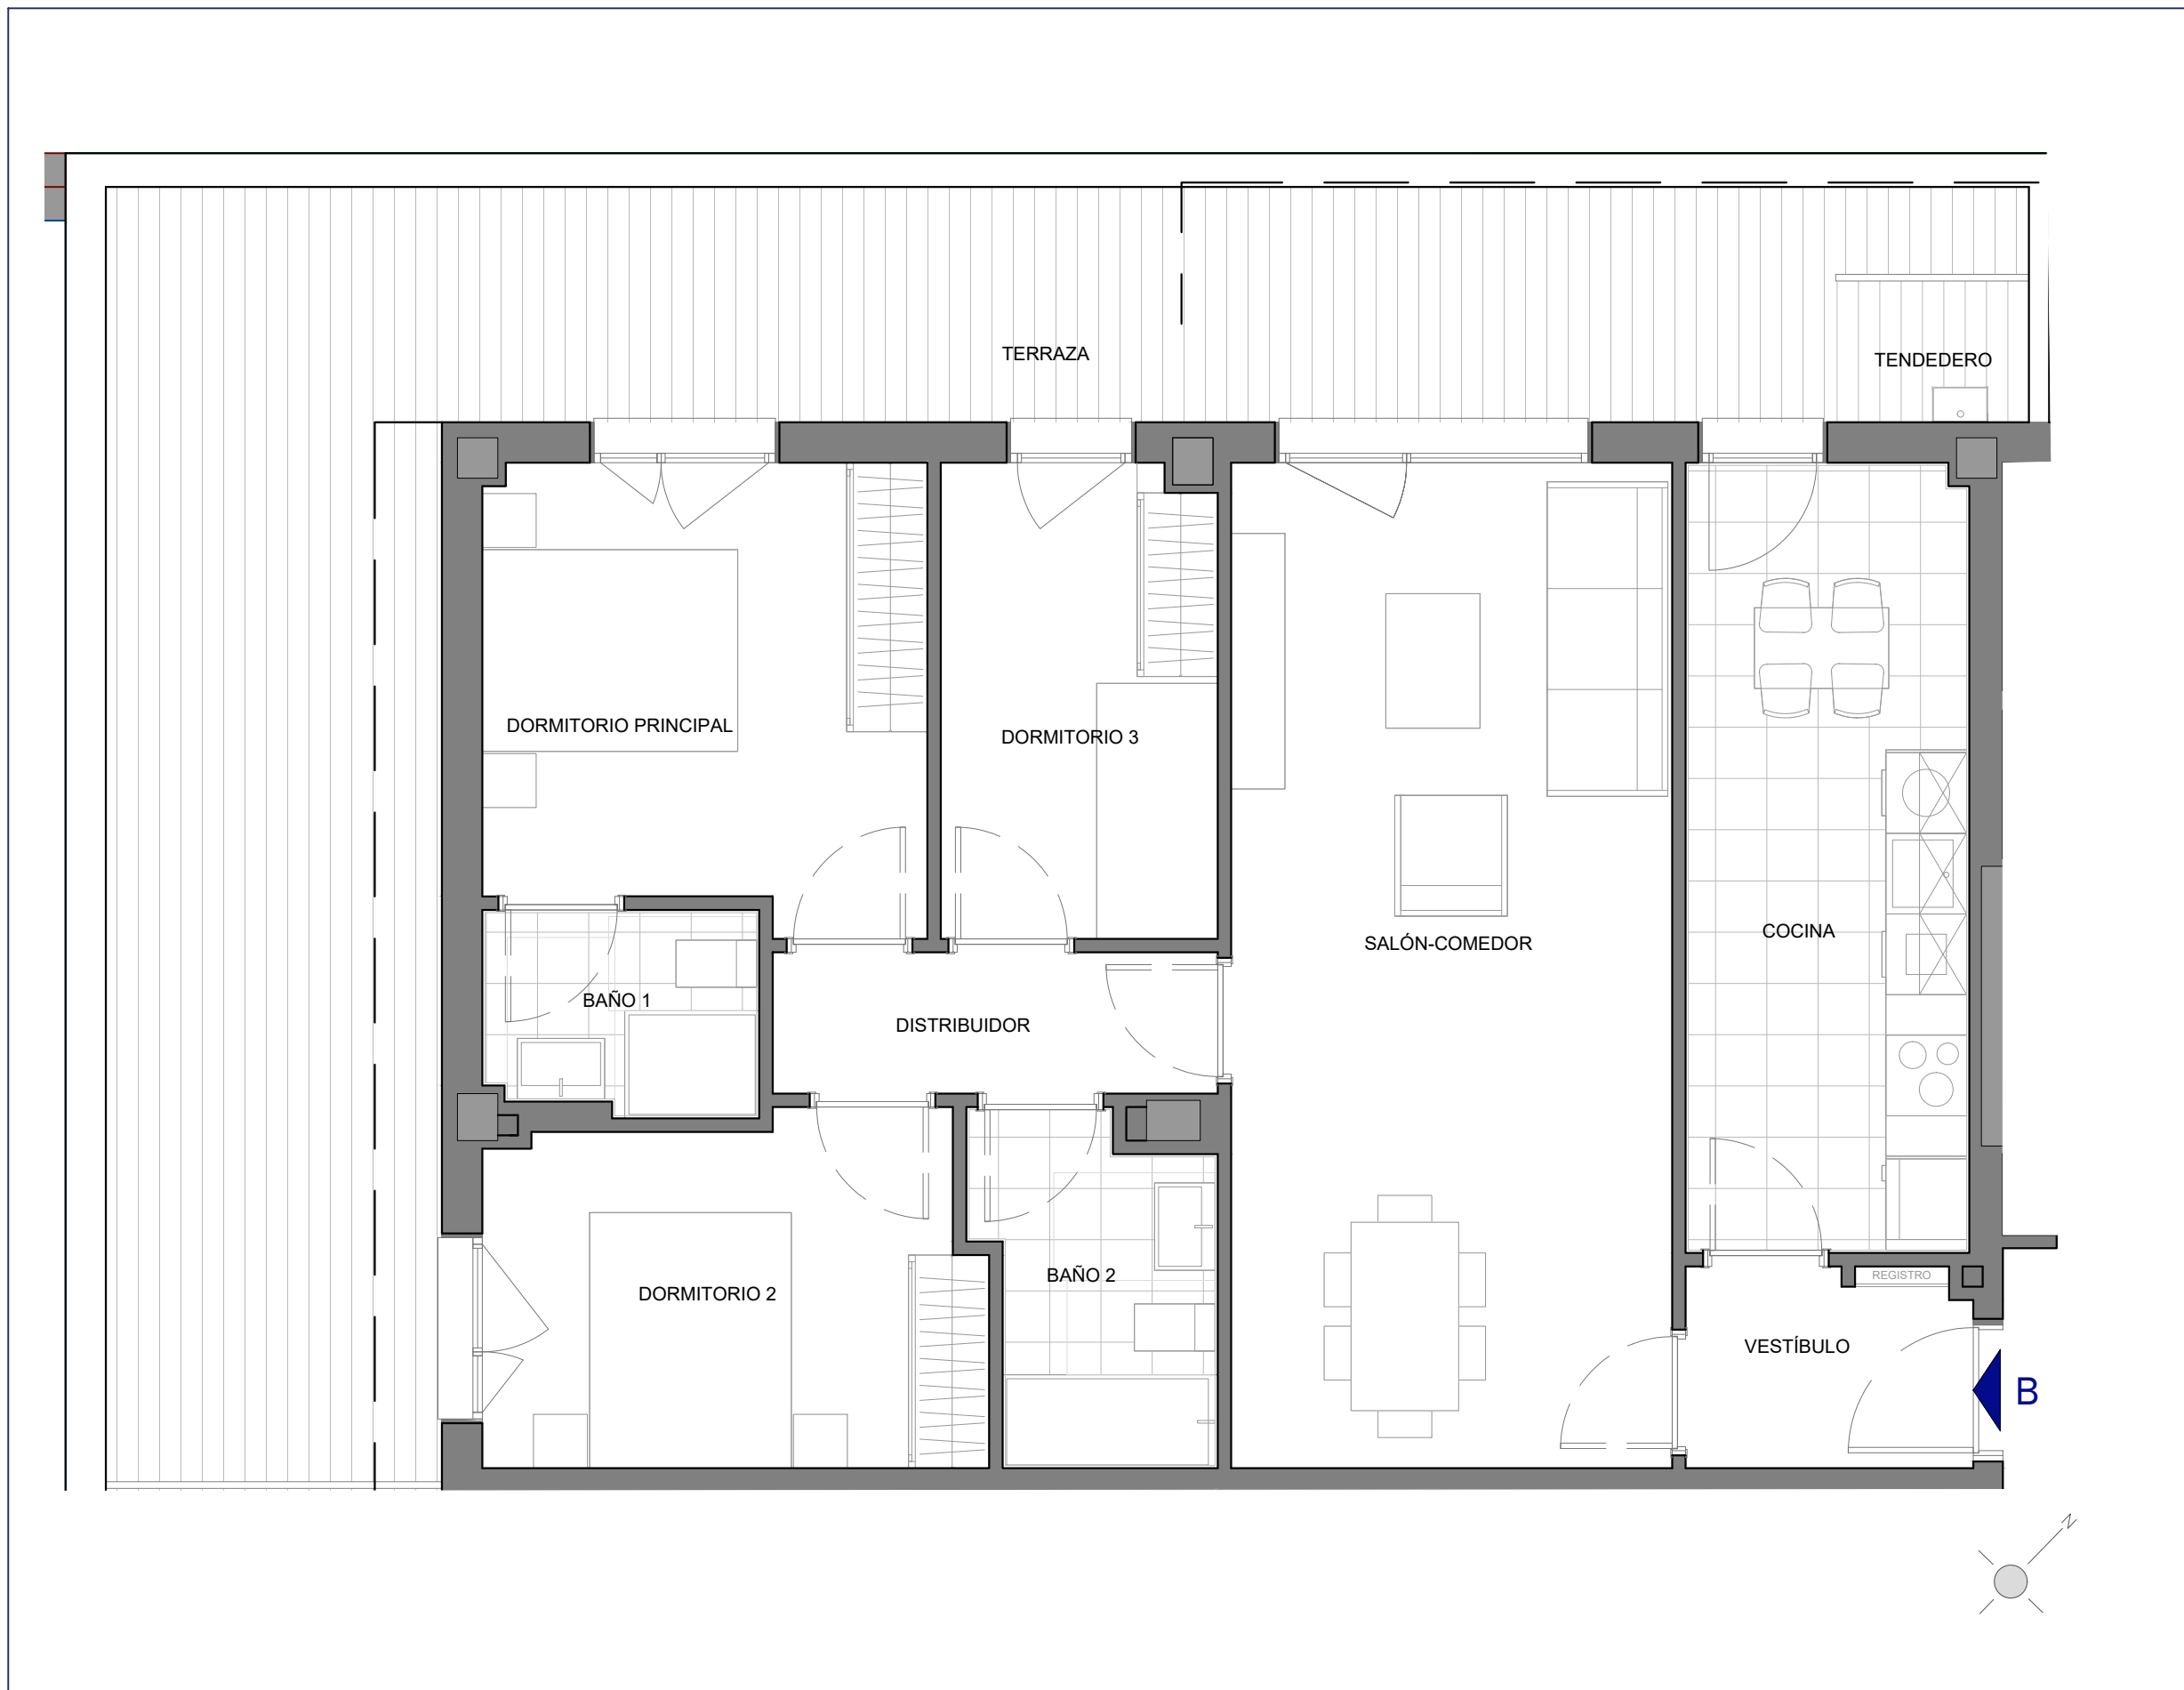 TERRAZA
TENDEDERO
DORMITORIO PRINCIPAL
DORMITORIO 3
SALÓN-COMEDOR
COCINA
BAÑO 1
DISTRIBUIDOR
BAÑO 2
REGISTRO
DORMITORIO 2
VESTÍBULO
B
N